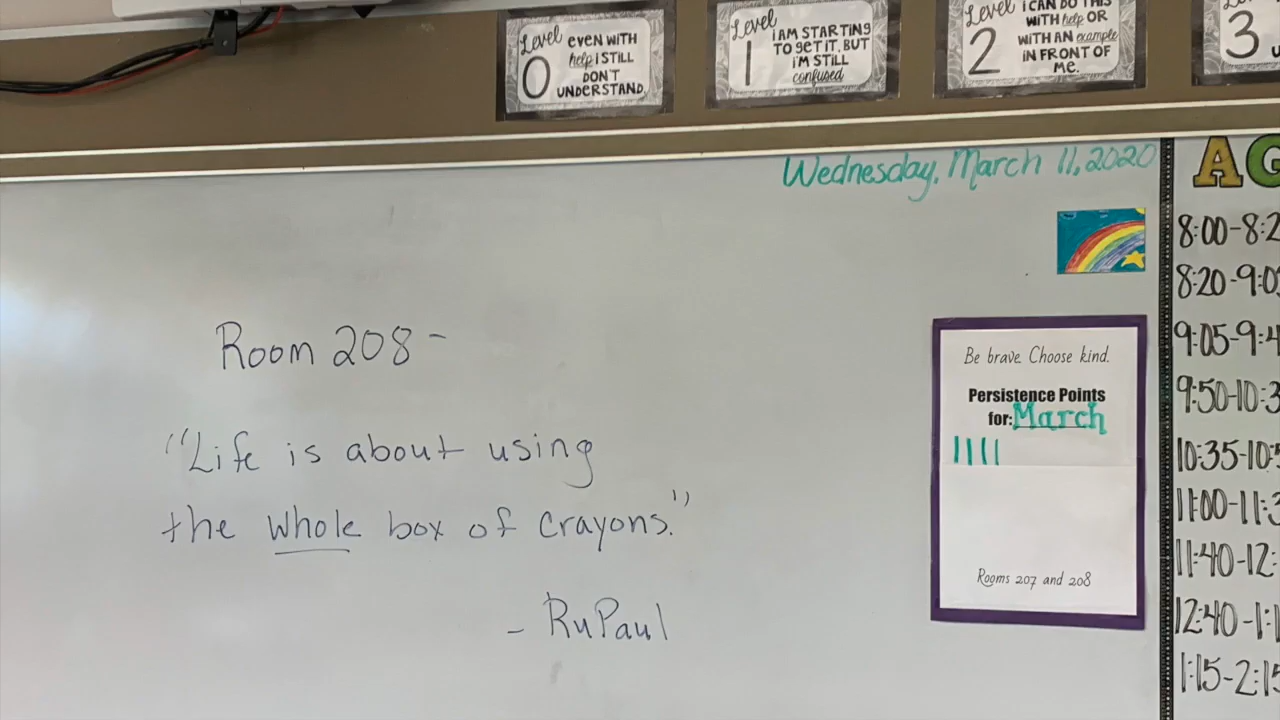 Level 0 EVEN WITH
help I STILL
DON'T
UNDERSTAND.
Level 1 I AM STARTING
TO GET IT, BUT
I'M STILL
confused
Level 2 I CAN DO THIS
WITH help OR
WITH AN example
IN FRONT OF
ME.
3
Wednesday, March 11, 2020
Room 208-
"Life is about using
the whole box of crayons."
- RuPaul
Be brave. Choose kind.
Persistence Points
for: March
Rooms 207 and 208
AG
8:00-8:2
8:20-9:0
9:05-9:4
9:50-10:3
10:35-10:
11:00-11:3
11:40-12:
12:40-1:1
1:15-2:15